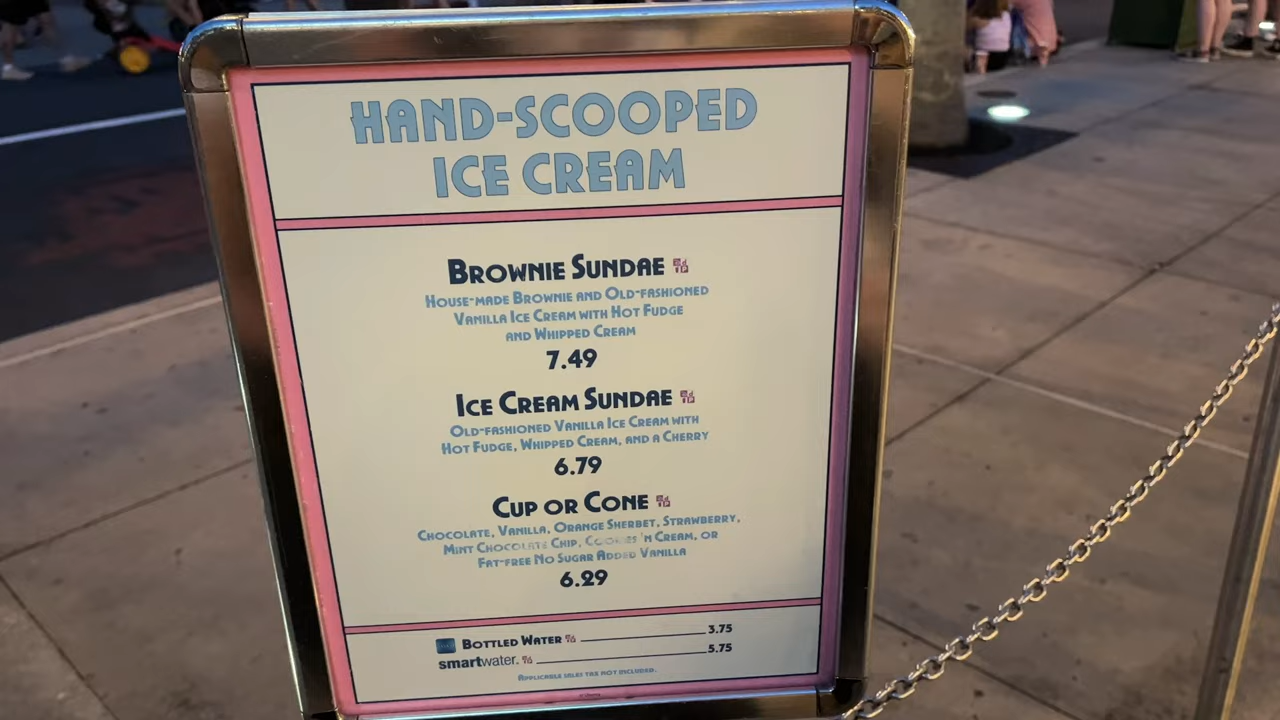 HAND-SCOOPED
ICE CREAM
BROWNIE SUNDAE
HOUSE-MADE BROWNIE AND OLD-FASHIONED
VANILLA ICE CREAM WITH HOT FUDGE
AND WHIPPED CREAM
7.49
ICE CREAM SUNDAE
OLD-FASHIONED VANILLA ICE CREAM WITH
HOT FUDGE, WHIPPED CREAM, AND A CHERRY
6.79
CUP OR CONE
CHOCOLATE, VANILLA, ORANGE SHERBET, STRAWBERRY,
MINT CHOCOLATE CHIP, COOKIES 'N CREAM, OR
FAT-FREE NO SUGAR ADDED VANILLA
6.29
BOTTLED WATER 3.75
smartwater. 5.75
APPLICABLE SALES TAX NOT INCLUDED.